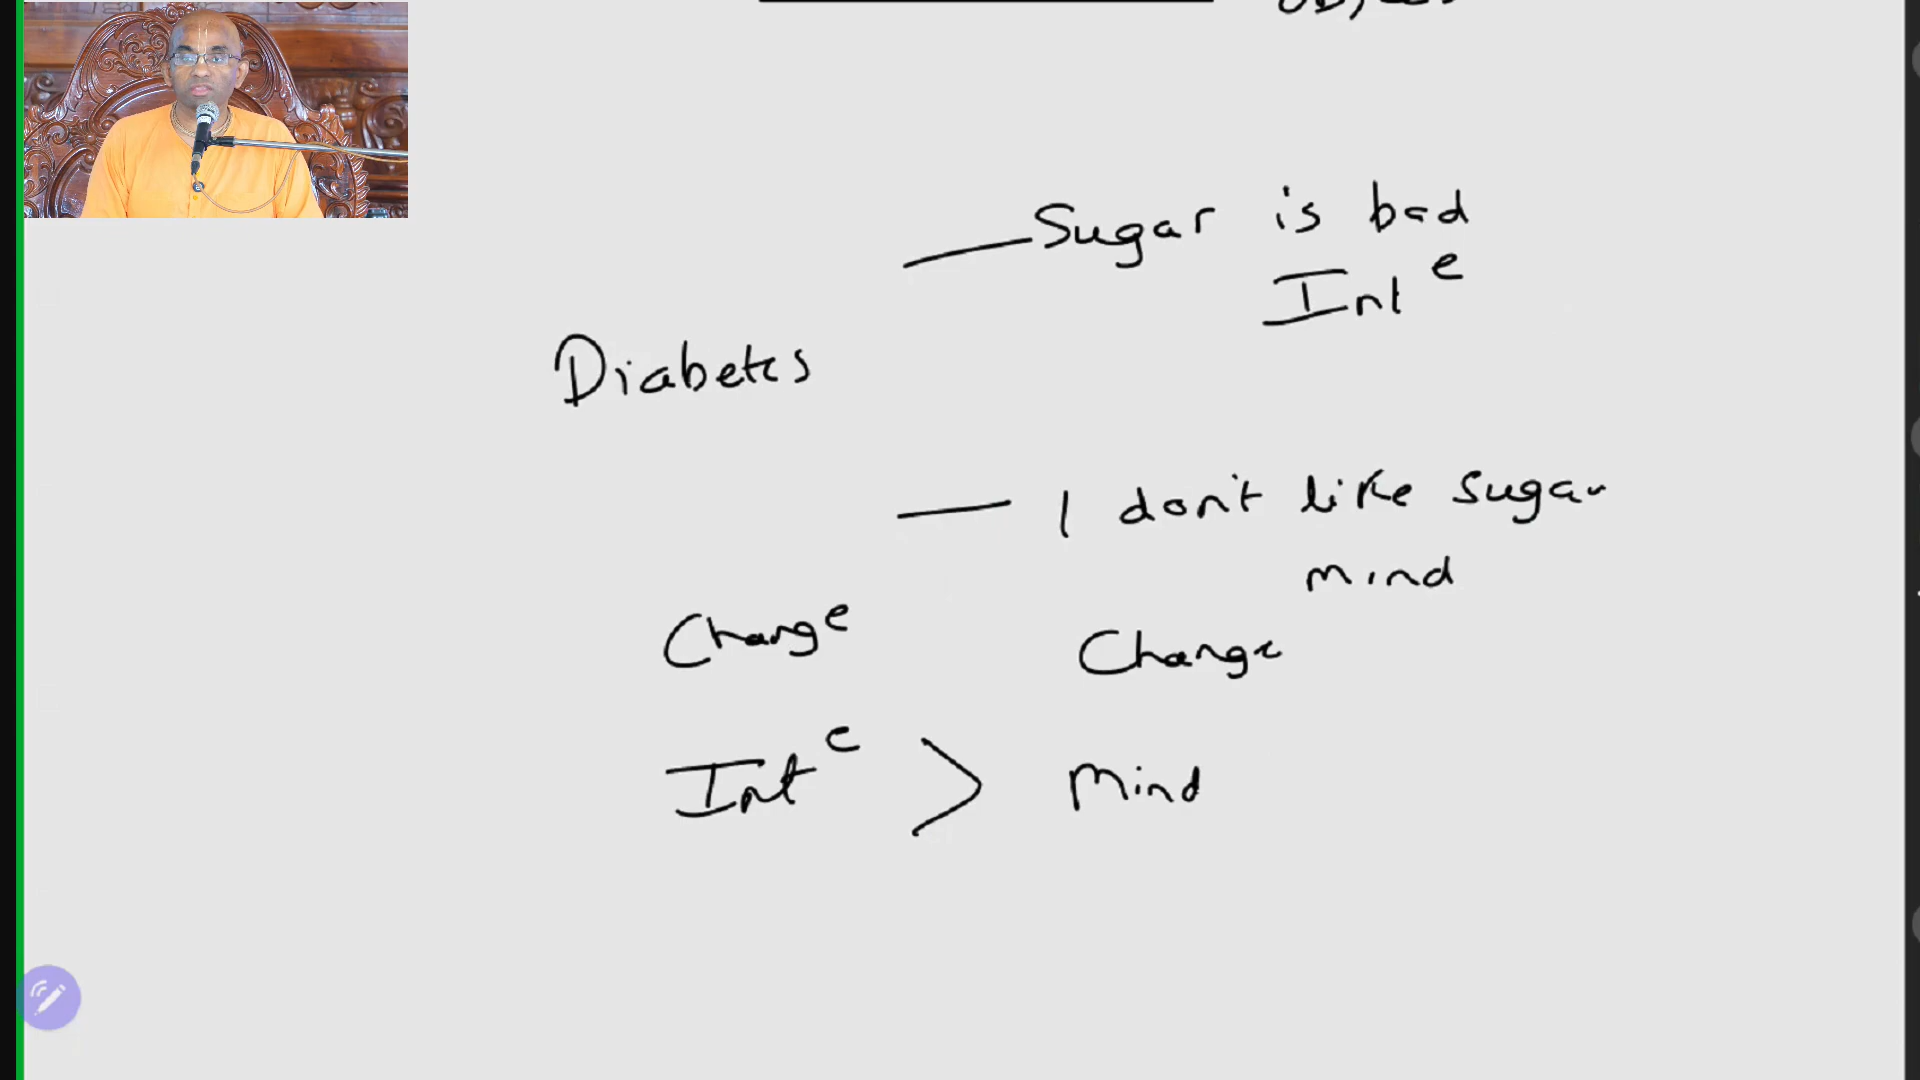 Sugar is bad
Int e
Diabetes
I don't like sugar
mind
Change Change
Int e > Mind